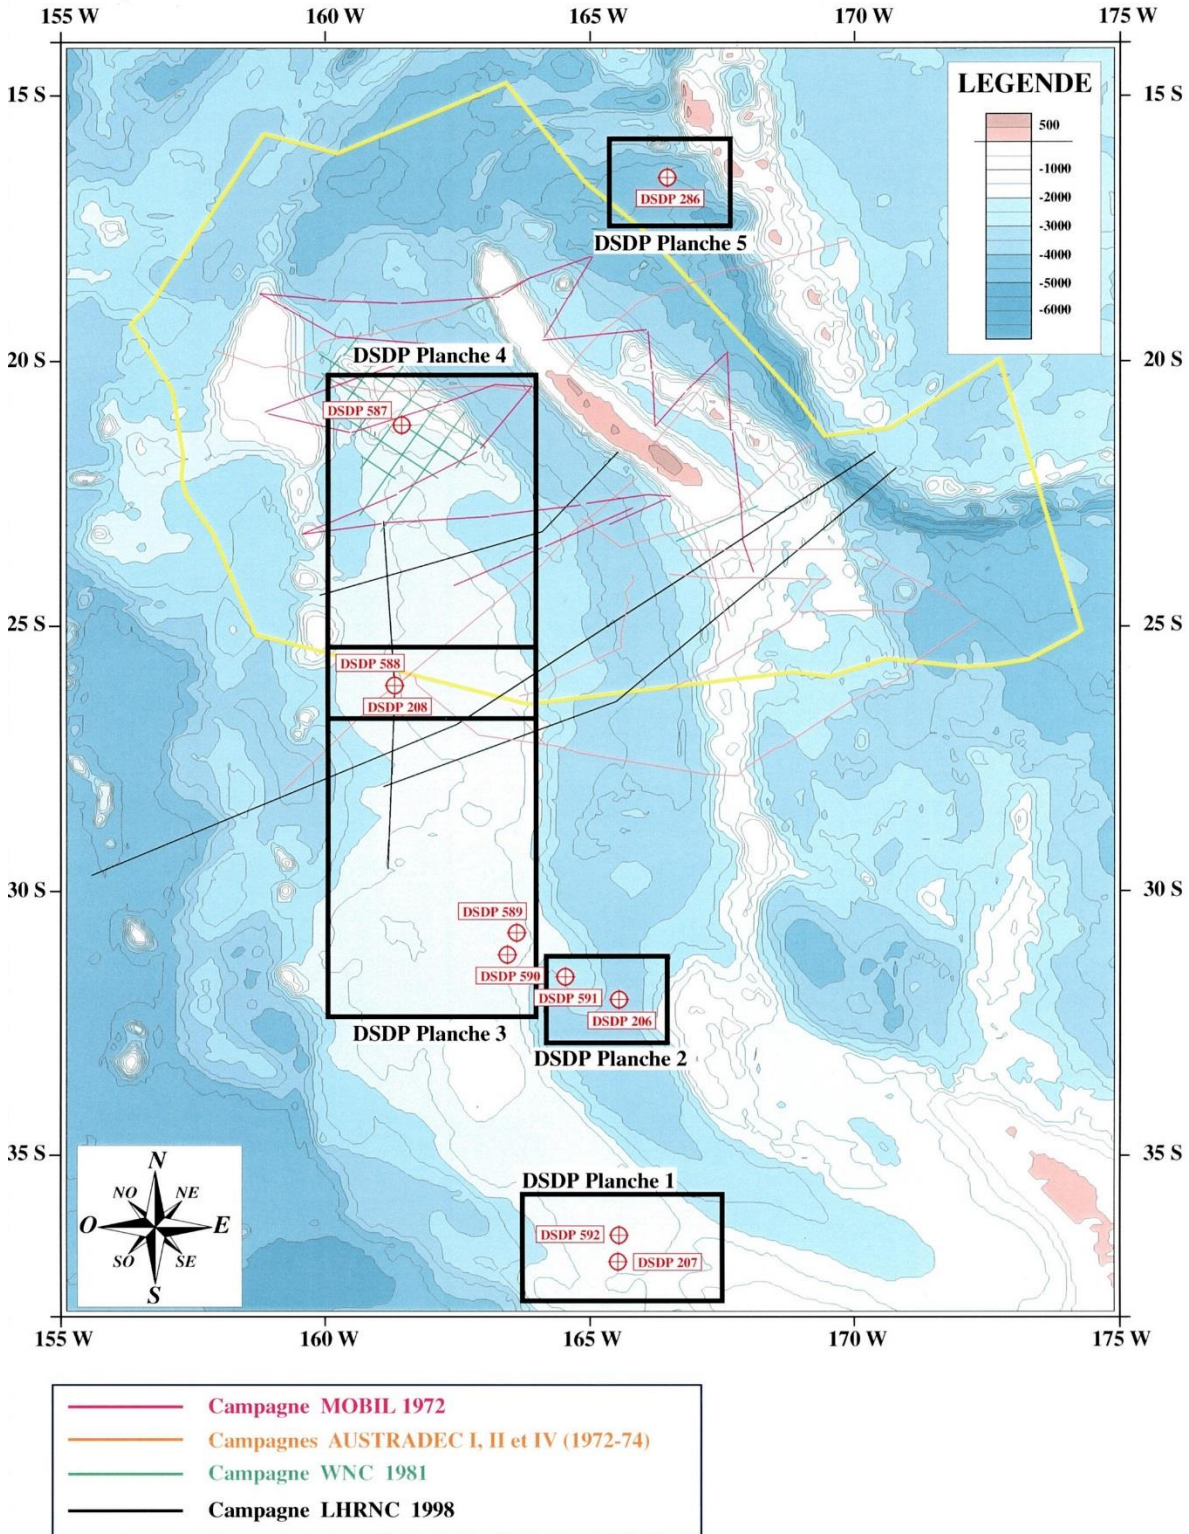 155 W 160 W 165 W 170 W 175 W
15 S 15 S
LEGENDE
500
-1000
-2000
-3000
-4000
-5000
-6000
DSDP 286
DSDP Planche 5
20 S 20 S
DSDP Planche 4
DSDP 587
25 S 25 S
DSDP 588
DSDP 208
30 S 30 S
DSDP 589
DSDP 590
DSDP 591
DSDP 206
DSDP Planche 3
DSDP Planche 2
35 S 35 S
N
NO NE
O E
SO SE
S
DSDP Planche 1
DSDP 592
DSDP 207
155 W 160 W 165 W 170 W 175 W
Campagne MOBIL 1972
Campagnes AUSTRADEC I, II et IV (1972-74)
Campagne WNC 1981
Campagne LHRNC 1998